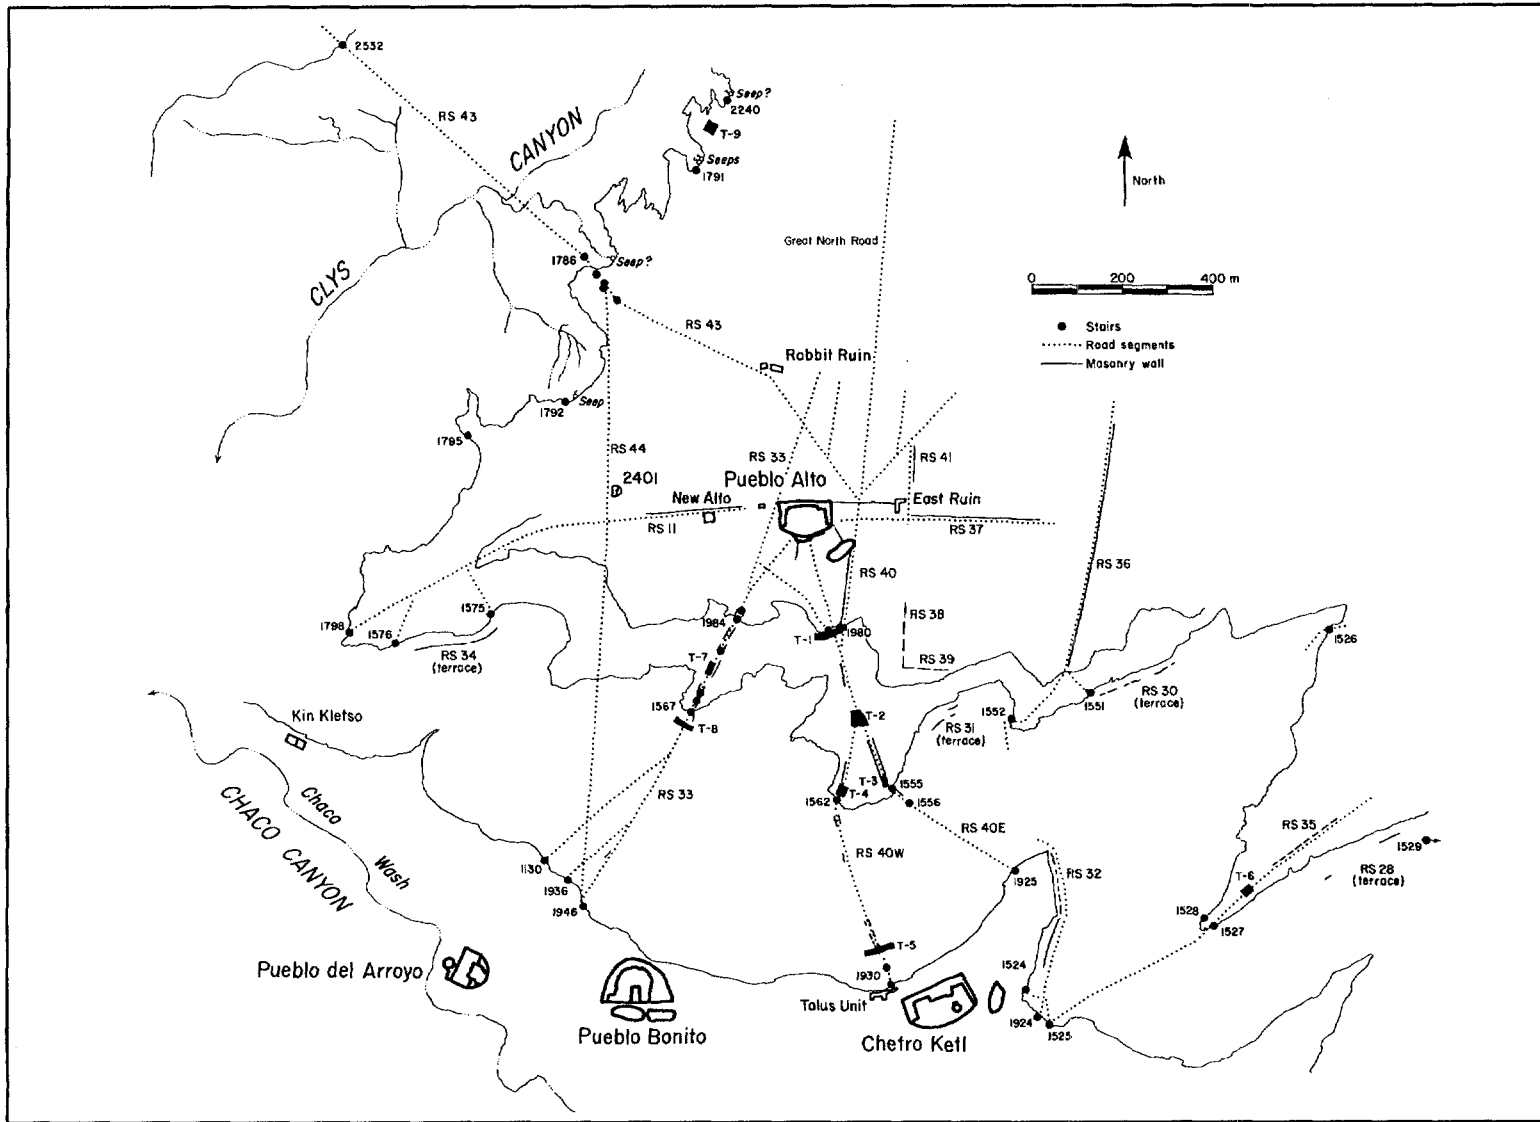 2532
RS 43
CANYON
CLYS
Seep?
2240
T-9
Seeps
1791
North
Great North Road
1786
Seep?
0 200 400 m
Stairs
Road segments
Masonry wall
RS 43
Rabbit Ruin
1792
Seep
1795
RS 44
RS 33
RS 41
2401
Pueblo Alto
New Alto
East Ruin
RS 11
RS 37
RS 36
RS 40
1575
1798
1576
RS 34
(terrace)
1984
T-1
1980
RS 38
RS 39
1526
T-7
1567
T-8
T-2
1552
1551
RS 30
(terrace)
RS 31
(terrace)
Kin Kletso
Chaco
Wash
CHACO CANYON
RS 33
T-3
1555
1562
T-4
1556
RS 40E
RS 40W
RS 35
1529
RS 28
(terrace)
1130
1936
1946
1925
RS 32
T-6
1528
1527
T-5
1930
1524
Pueblo del Arroyo
Talus Unit
1924
1525
Pueblo Bonito
Chetro Ketl